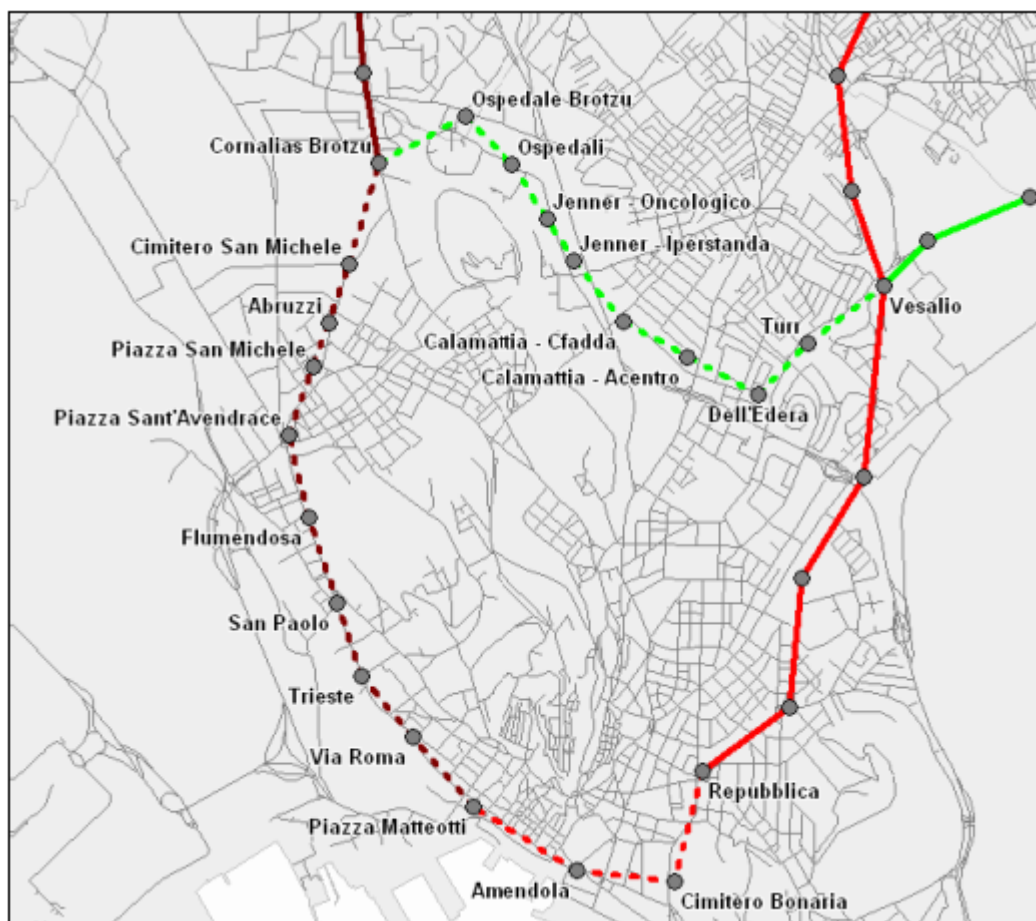 Ospedale Brotzu
Cornalias Brotzu
Ospedali
Jenner - Oncologico
Cimitero San Michele
Jenner - Iperstanda
Vesalio
Abruzzi
Turr
Calamattia - Cfadda
Piazza San Michele
Calamattia - Acentro
Piazza Sant'Avendrace
Dell'Edera
Flumendosa
San Paolo
Trieste
Via Roma
Repubblica
Piazza Matteotti
Amendola
Cimitero Bonaria